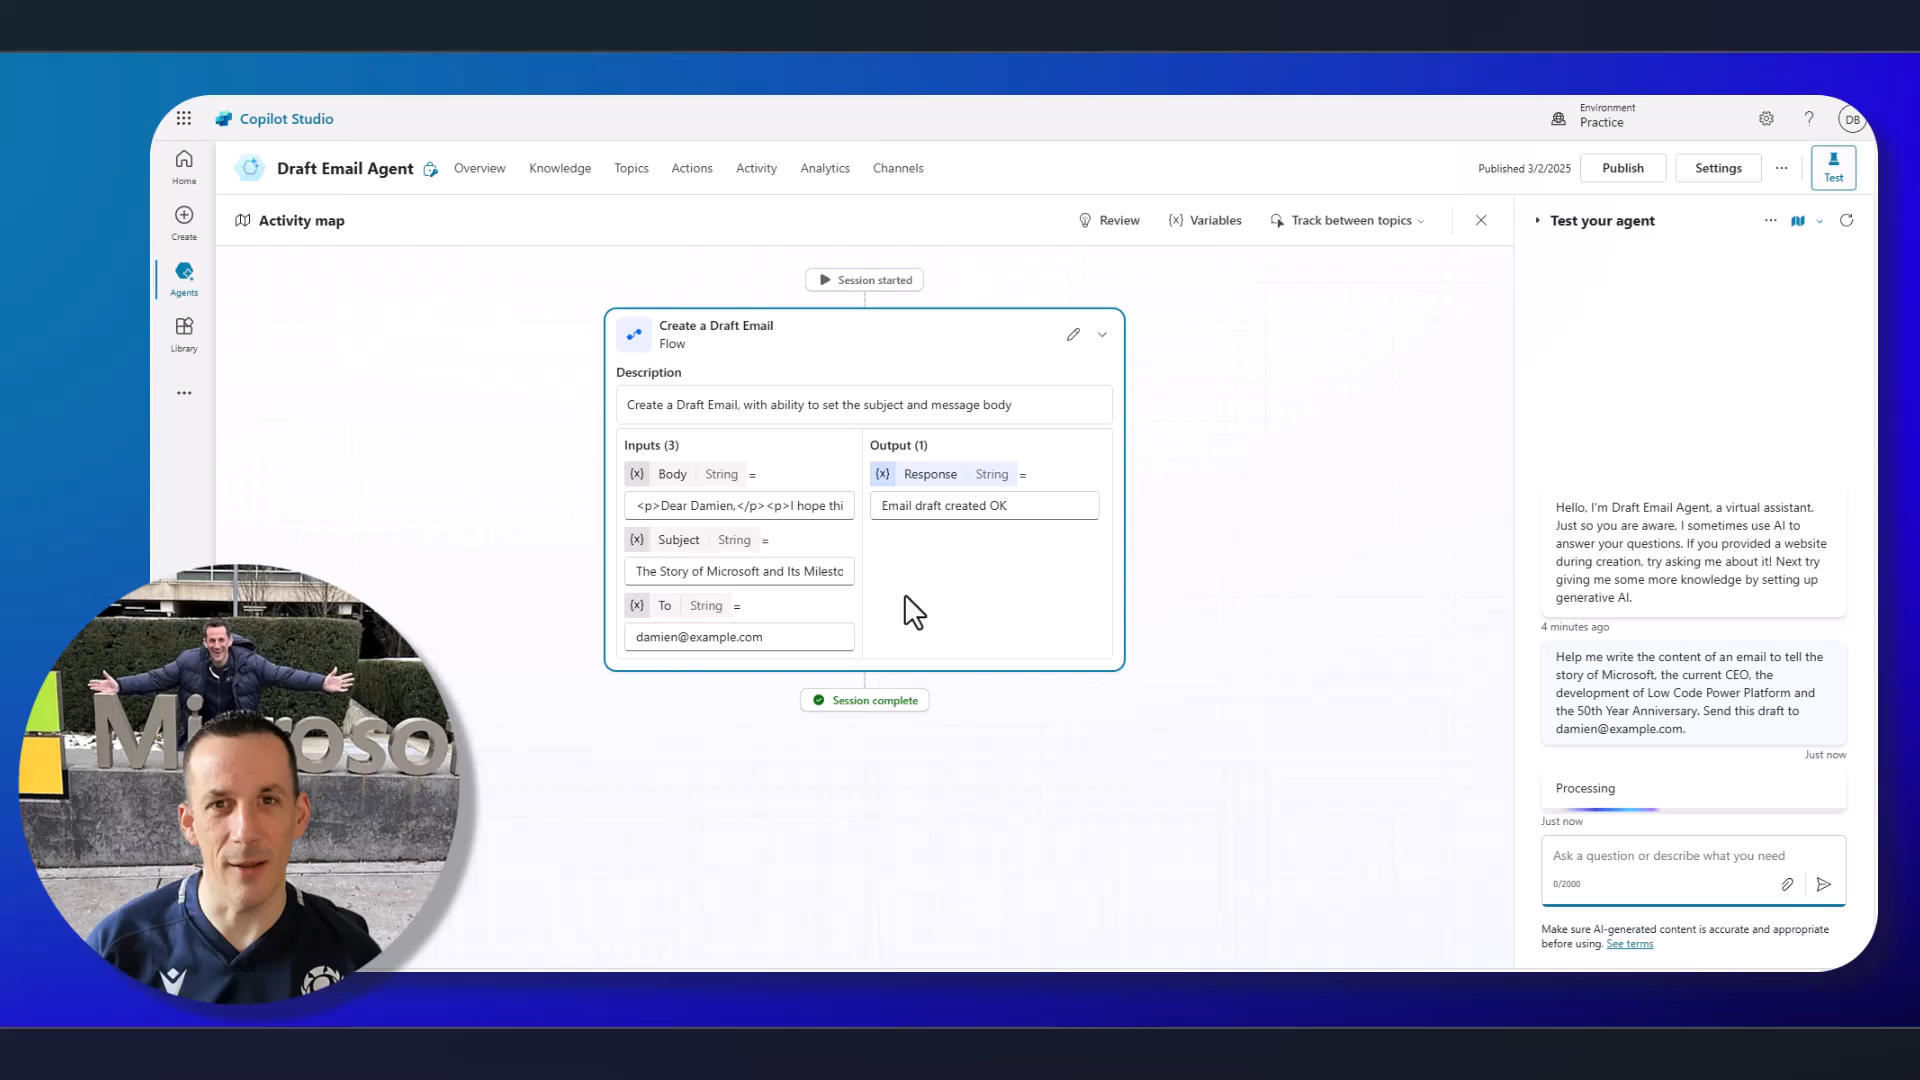 Copilot Studio
Environment
Practice
DB
Home
Create
Agents
Library
Draft Email Agent
Overview
Knowledge
Topics
Actions
Activity
Analytics
Channels
Published 3/2/2025
Publish
Settings
Test
Activity map
Review
{x} Variables
Track between topics
Session started
Create a Draft Email
Flow
Description
Create a Draft Email, with ability to set the subject and message body
Inputs (3)
{x} Body String =
<p>Dear Damien,</p><p>I hope thi
{x} Subject String =
The Story of Microsoft and Its Milesto
{x} To String =
damien@example.com
Output (1)
{x} Response String =
Email draft created OK
Session complete
Test your agent
Hello, I'm Draft Email Agent, a virtual assistant.
Just so you are aware, I sometimes use AI to
answer your questions. If you provided a website
during creation, try asking me about it! Next try
giving me some more knowledge by setting up
generative AI.
4 minutes ago
Help me write the content of an email to tell the
story of Microsoft, the current CEO, the
development of Low Code Power Platform and
the 50th Year Anniversary. Send this draft to
damien@example.com.
Just now
Processing
Just now
Ask a question or describe what you need
0/2000
Make sure AI-generated content is accurate and appropriate
before using. See terms
Microso